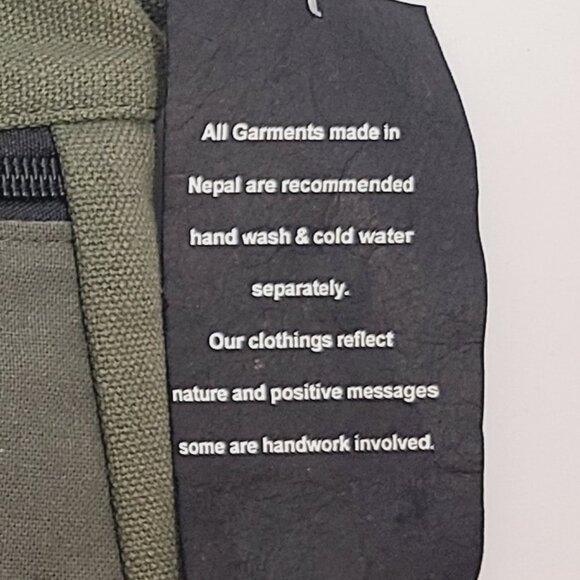 All Garments made in
Nepal are recommended
hand wash & cold water
separately.
Our clothings reflect
nature and positive messages
some are handwork involved.